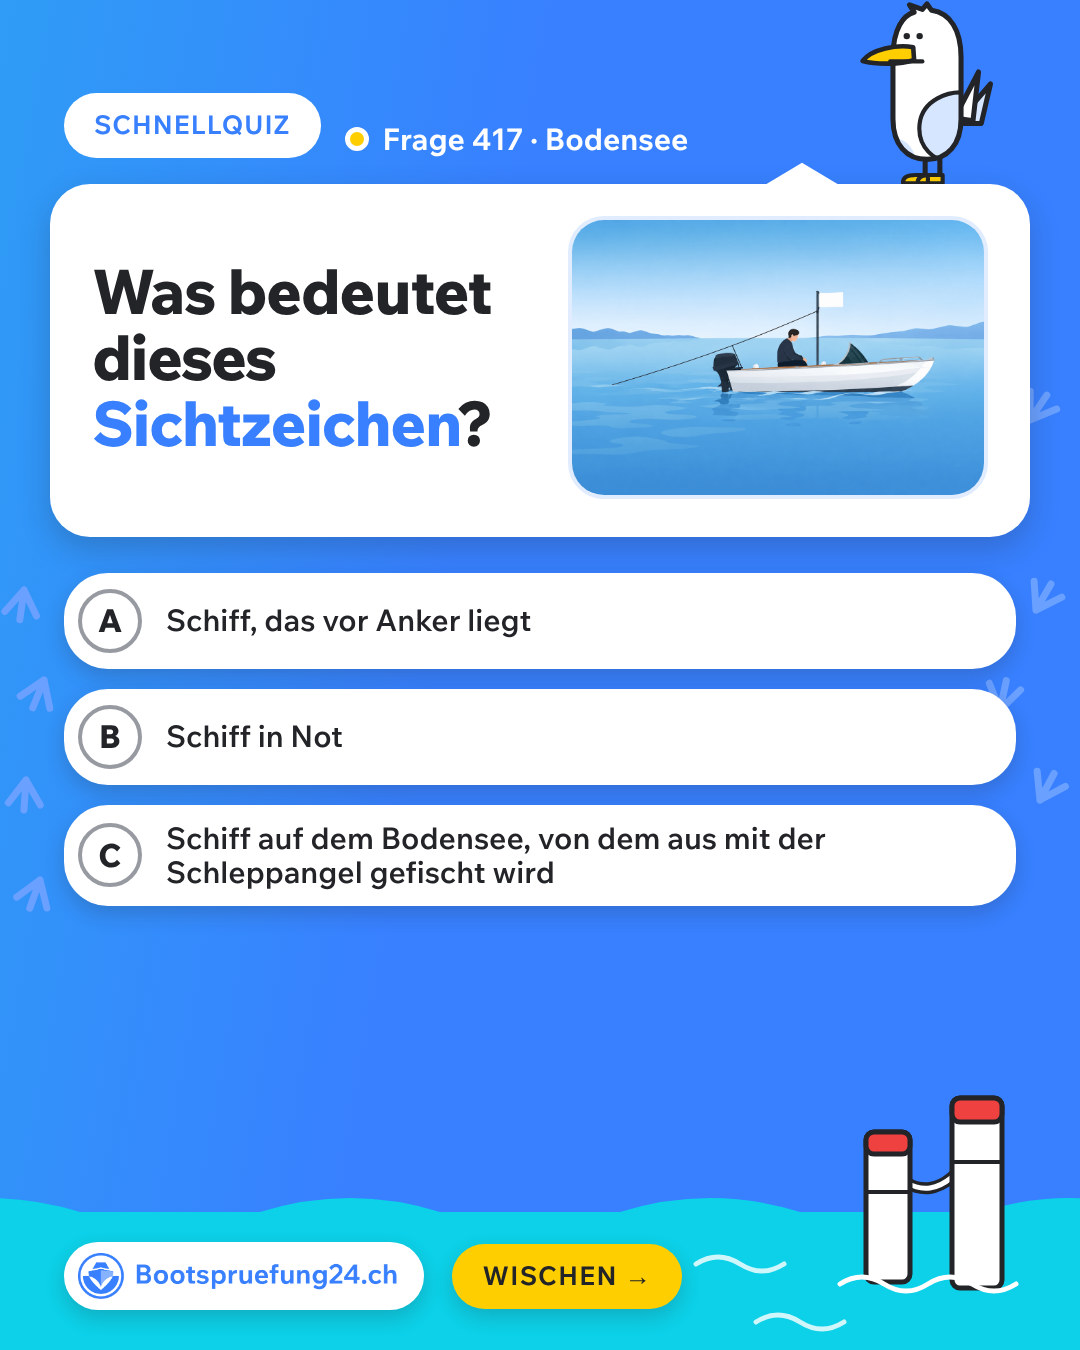 SCHNELLQUIZ
Frage 417 · Bodensee
Was bedeutet
dieses
Sichtzeichen?
A
Schiff, das vor Anker liegt
B
Schiff in Not
C
Schiff auf dem Bodensee, von dem aus mit der
Schleppangel gefischt wird
Bootspruefung24.ch
WISCHEN →